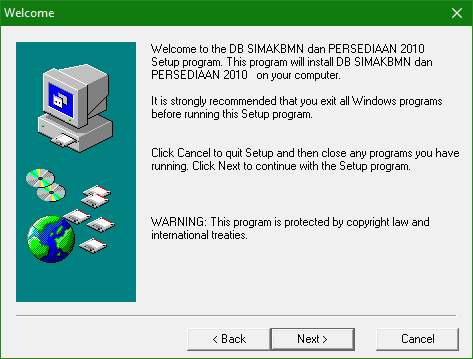 Welcome
Welcome to the DB SIMAKBMN dan PERSEDIAAN 2010
Setup program. This program will install DB SIMAKBMN dan
PERSEDIAAN 2010   on your computer.
It is strongly recommended that you exit all Windows programs
before running this Setup program.
Click Cancel to quit Setup and then close any programs you have
running. Click Next to continue with the Setup program.
WARNING: This program is protected by copyright law and
international treaties.
< Back Next > Cancel